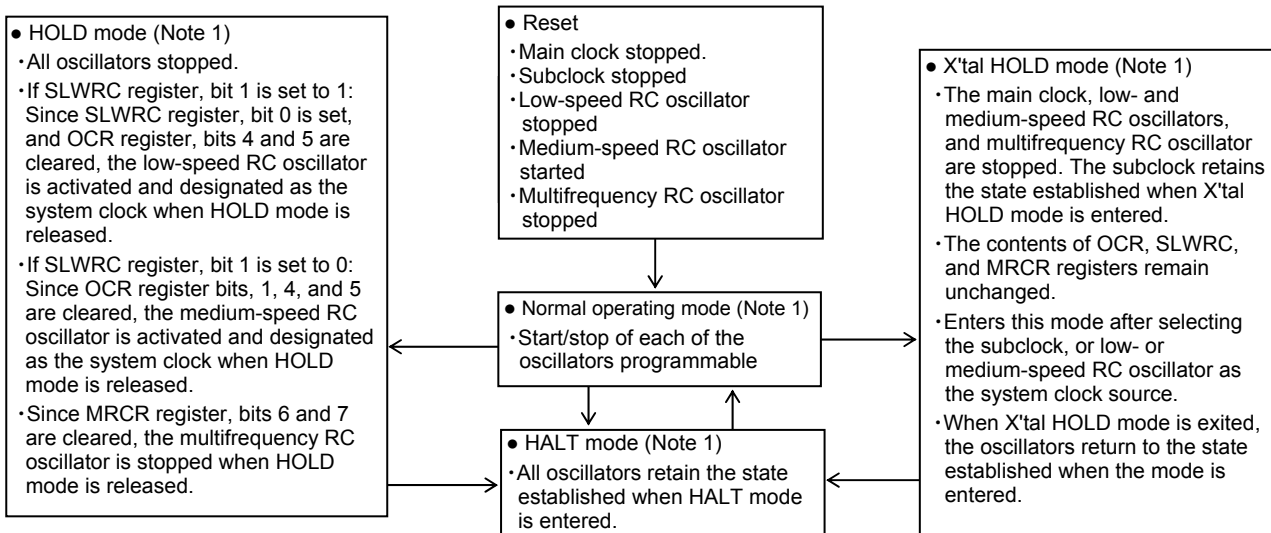 ● HOLD mode (Note 1)
・All oscillators stopped.
・If SLWRC register, bit 1 is set to 1:
Since SLWRC register, bit 0 is set,
and OCR register, bits 4 and 5 are
cleared, the low-speed RC oscillator
is activated and designated as the
system clock when HOLD mode is
released.
・If SLWRC register, bit 1 is set to 0:
Since OCR register bits, 1, 4, and 5
are cleared, the medium-speed RC
oscillator is activated and designated
as the system clock when HOLD
mode is released.
・Since MRCR register, bits 6 and 7
are cleared, the multifrequency RC
oscillator is stopped when HOLD
mode is released.
● Reset
・Main clock stopped.
・Subclock stopped
・Low-speed RC oscillator
stopped
・Medium-speed RC oscillator
started
・Multifrequency RC oscillator
stopped
● Normal operating mode (Note 1)
・Start/stop of each of the
oscillators programmable
● HALT mode (Note 1)
・All oscillators retain the state
established when HALT mode
is entered.
● X'tal HOLD mode (Note 1)
・The main clock, low- and
medium-speed RC oscillators,
and multifrequency RC oscillator
are stopped. The subclock retains
the state established when X'tal
HOLD mode is entered.
・The contents of OCR, SLWRC,
and MRCR registers remain
unchanged.
・Enters this mode after selecting
the subclock, or low- or
medium-speed RC oscillator as
the system clock source.
・When X'tal HOLD mode is exited,
the oscillators return to the state
established when the mode is
entered.